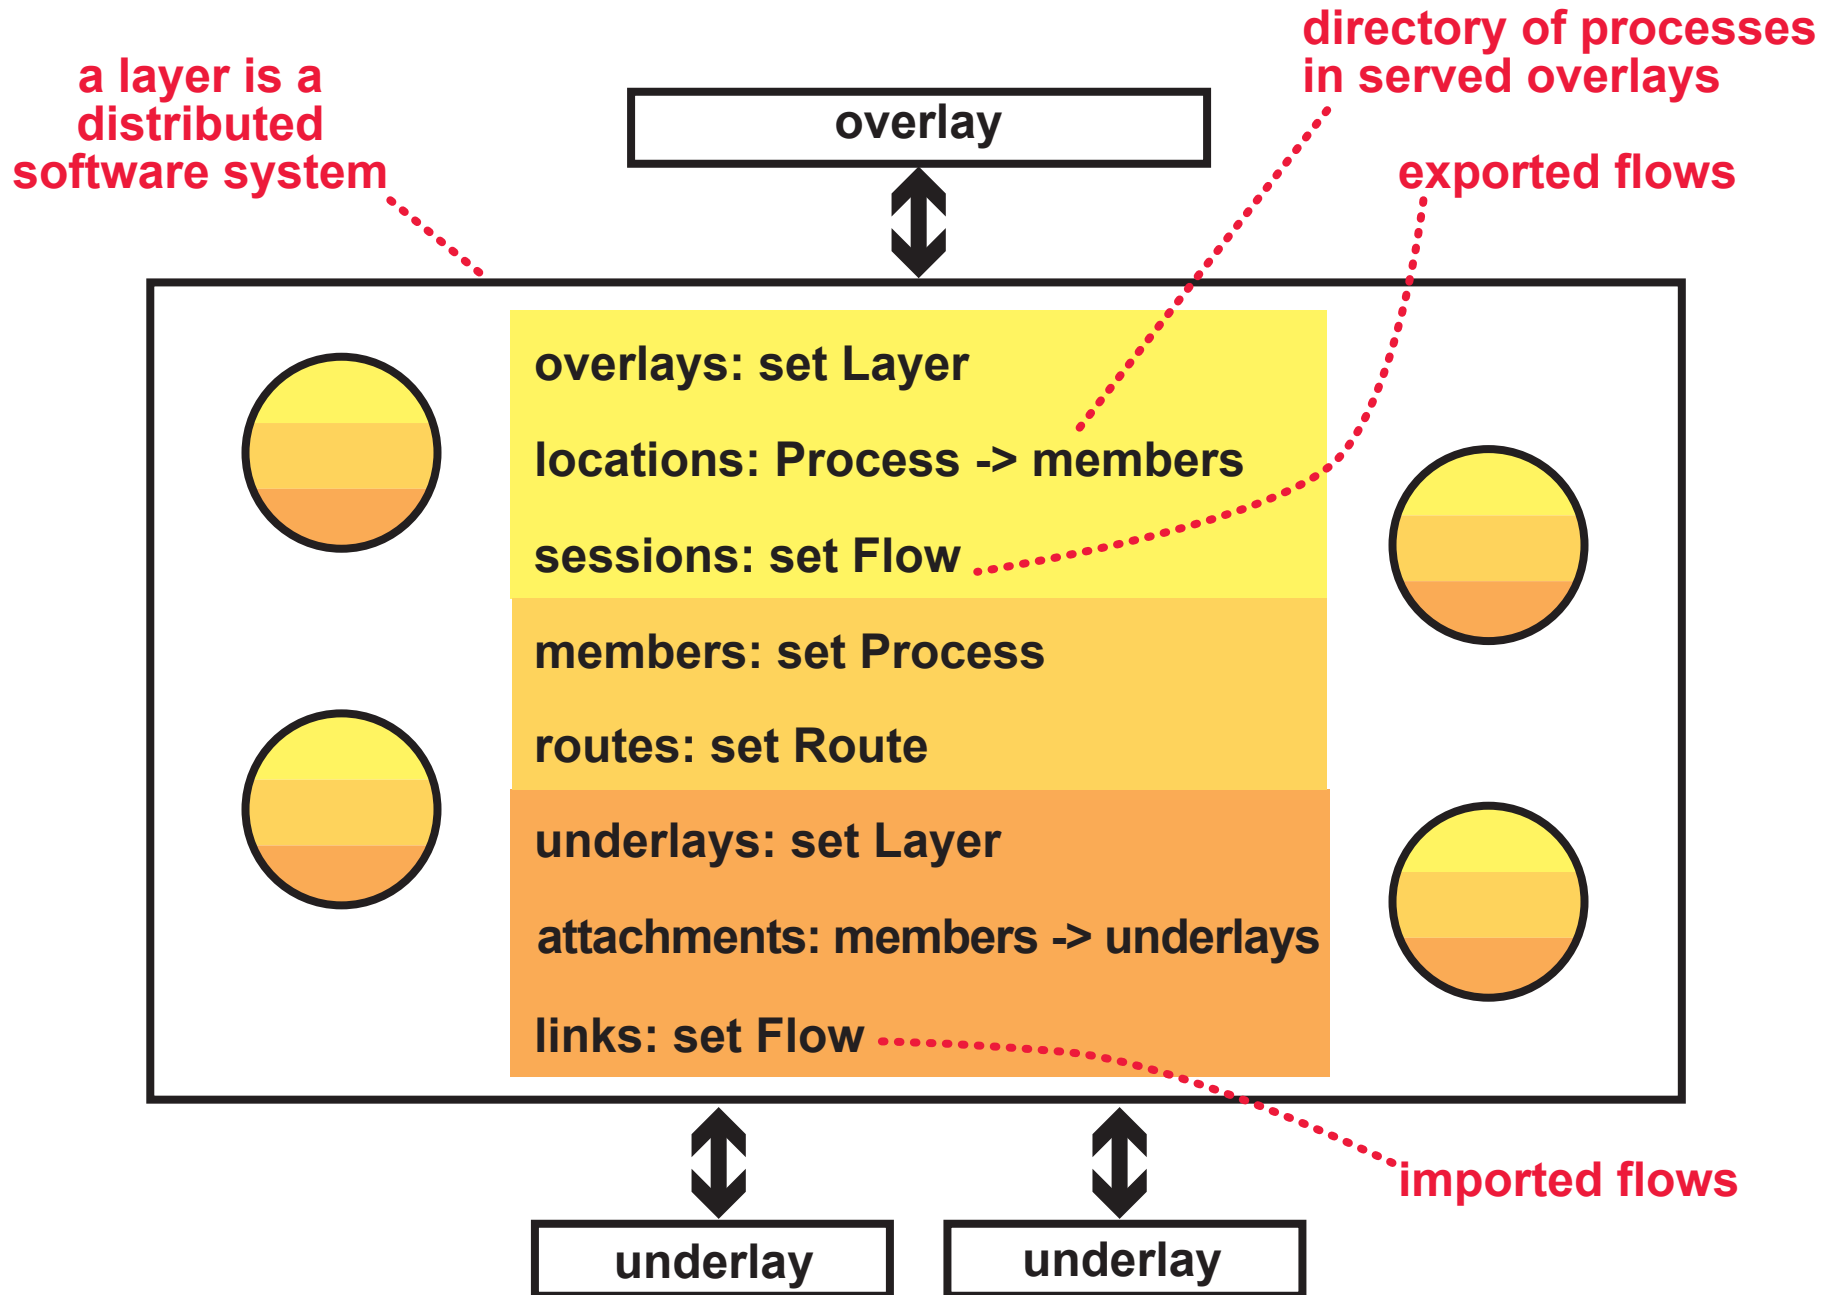 directory of processes
in served overlays
a layer is a
distributed
software system
overlay
exported flows
overlays: set Layer
locations: Process -> members
sessions: set Flow
members: set Process
routes: set Route
underlays: set Layer
attachments: members -> underlays
links: set Flow
imported flows
underlay
underlay